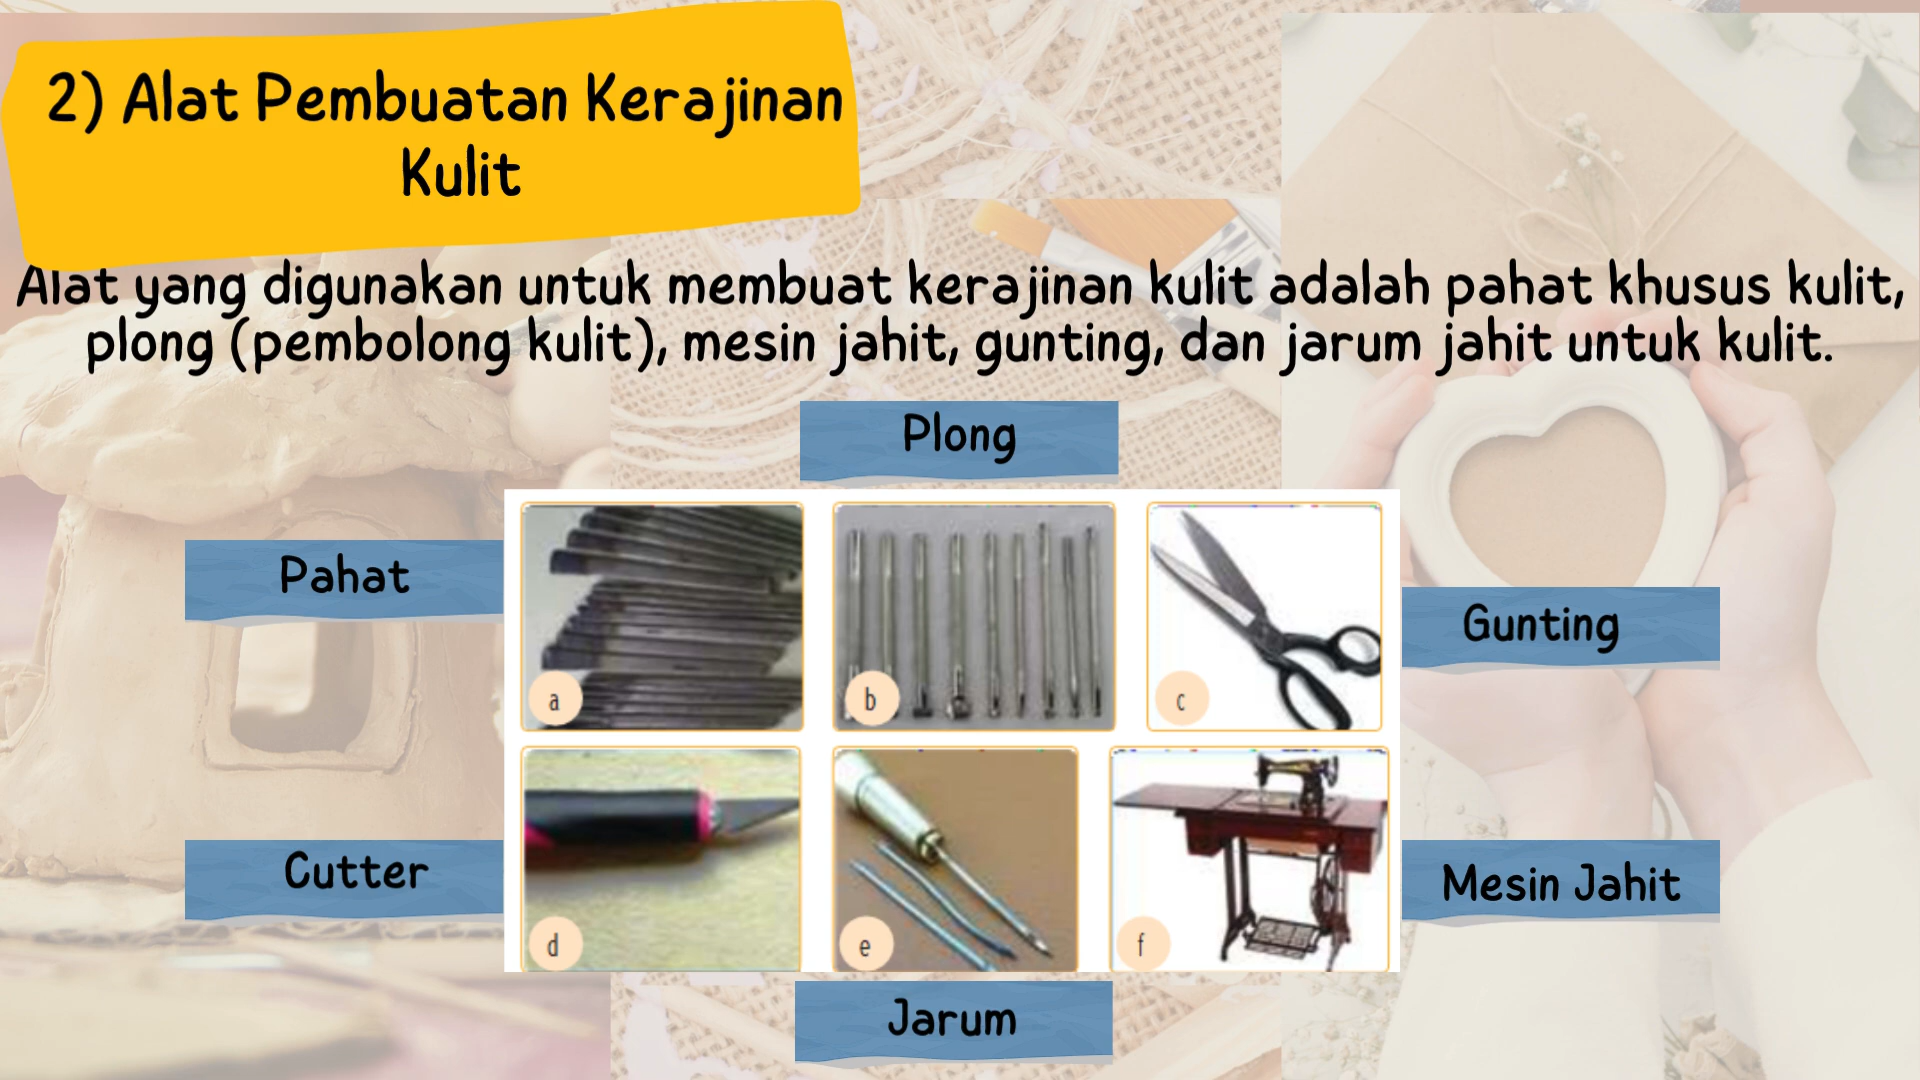 2) Alat Pembuatan Kerajinan
Kulit
Alat yang digunakan untuk membuat kerajinan kulit adalah pahat khusus kulit,
plong (pembolong kulit), mesin jahit, gunting, dan jarum jahit untuk kulit.
Plong
Pahat
Gunting
a
b
c
Cutter
Mesin Jahit
d
e
f
Jarum